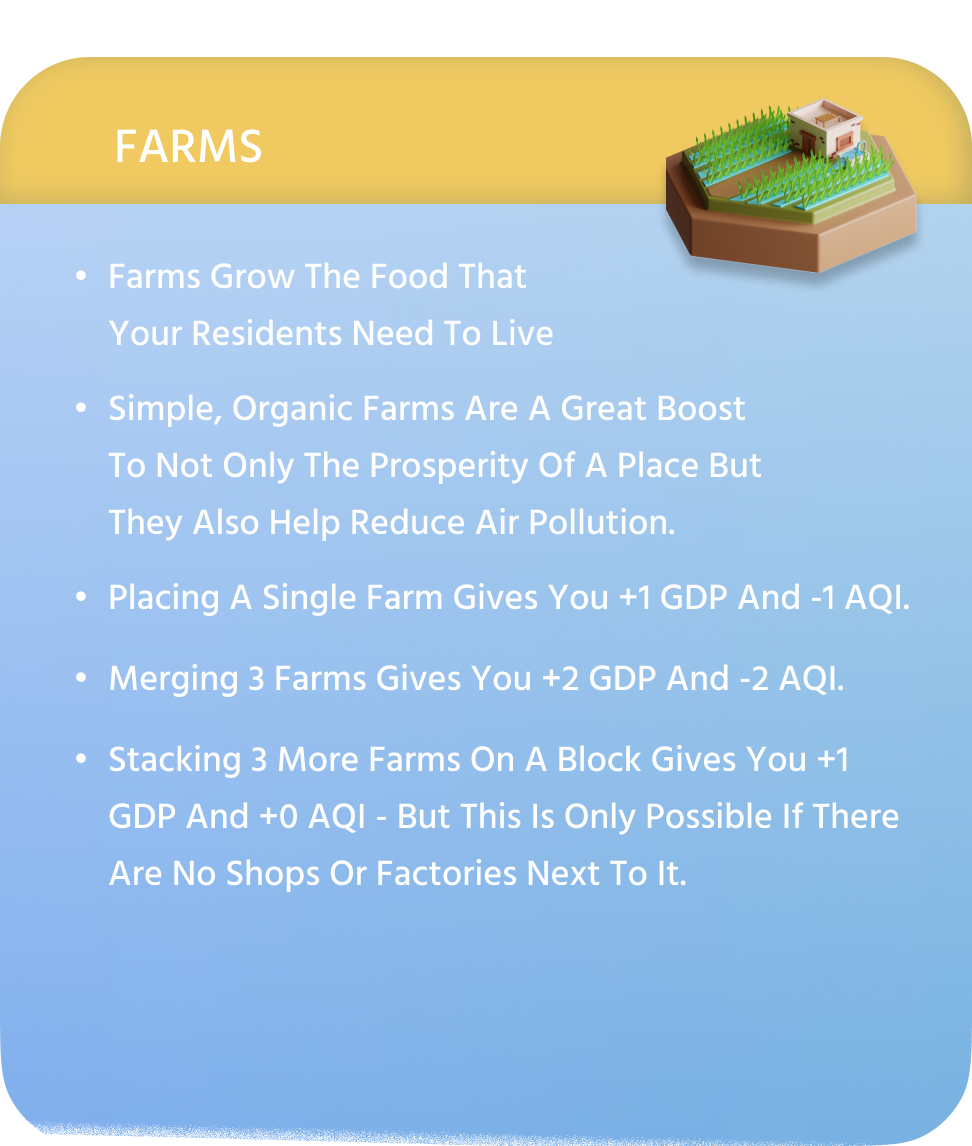 FARMS
• Farms Grow The Food That
Your Residents Need To Live
• Simple, Organic Farms Are A Great Boost
To Not Only The Prosperity Of A Place But
They Also Help Reduce Air Pollution.
• Placing A Single Farm Gives You +1 GDP And -1 AQI.
• Merging 3 Farms Gives You +2 GDP And -2 AQI.
• Stacking 3 More Farms On A Block Gives You +1
GDP And +0 AQI - But This Is Only Possible If There
Are No Shops Or Factories Next To It.